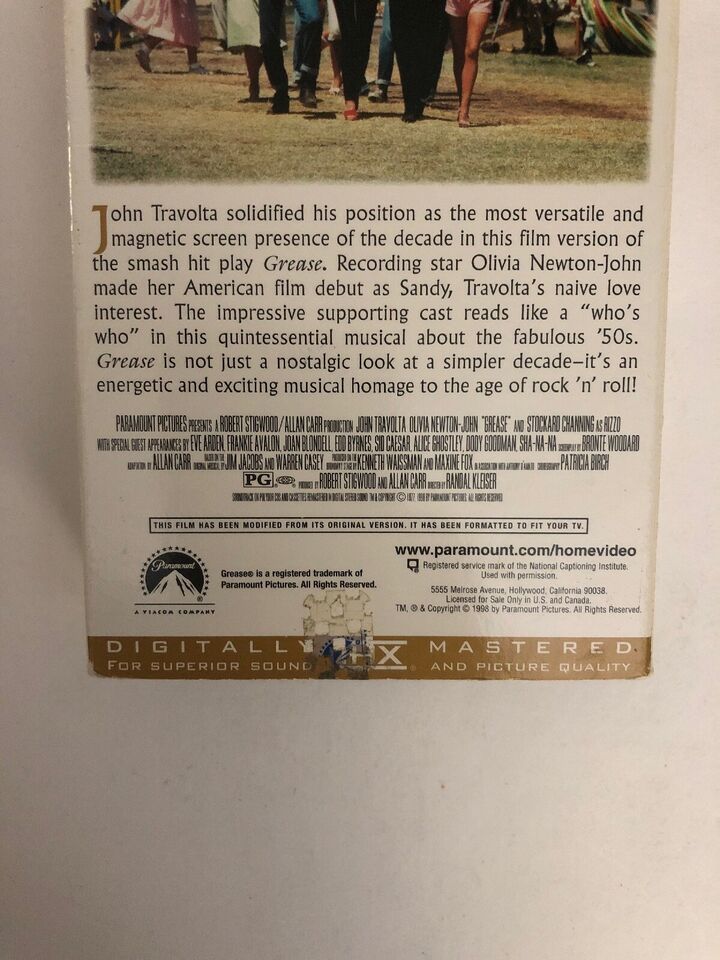 John Travolta solidified his position as the most versatile and
magnetic screen presence of the decade in this film version of
the smash hit play Grease. Recording star Olivia Newton-John
made her American film debut as Sandy, Travolta's naive love
interest. The impressive supporting cast reads like a "who's
who" in this quintessential musical about the fabulous '50s.
Grease is not just a nostalgic look at a simpler decade–it's an
energetic and exciting musical homage to the age of rock 'n' roll!
PARAMOUNT PICTURES PRESENTS A ROBERT STIGWOOD/ALLAN CARR PRODUCTION JOHN TRAVOLTA OLIVIA NEWTON-JOHN "GREASE" AND STOCKARD CHANNING AS RIZZO
WITH SPECIAL GUEST APPEARANCES BY EVE ARDEN, FRANKIE AVALON, JOAN BLONDELL, EDD BYRNES, SID CAESAR, ALICE GHOSTLEY, DODY GOODMAN, SHA-NA-NA SCREENPLAY BY BRONTE WOODARD
ADAPTATION BY ALLAN CARR BASED ON THE ORIGINAL MUSICAL BY JIM JACOBS AND WARREN CASEY PRODUCED ON THE BROADWAY STAGE BY KENNETH WAISSMAN AND MAXINE FOX IN ASSOCIATION WITH ANTHONY D'AMATO CHOREOGRAPHY PATRICIA BIRCH
PG PRODUCED BY ROBERT STIGWOOD AND ALLAN CARR DIRECTED BY RANDAL KLEISER
THIS FILM HAS BEEN MODIFIED FROM ITS ORIGINAL VERSION. IT HAS BEEN FORMATTED TO FIT YOUR TV.
Paramount
A VIACOM COMPANY
Grease® is a registered trademark of
Paramount Pictures. All Rights Reserved.
www.paramount.com/homevideo
Registered service mark of the National Captioning Institute.
Used with permission.
5555 Melrose Avenue, Hollywood, California 90038.
Licensed for Sale Only in U.S. and Canada.
TM, ® & Copyright © 1998 by Paramount Pictures. All Rights Reserved.
DIGITALLY THX MASTERED
FOR SUPERIOR SOUND AND PICTURE QUALITY